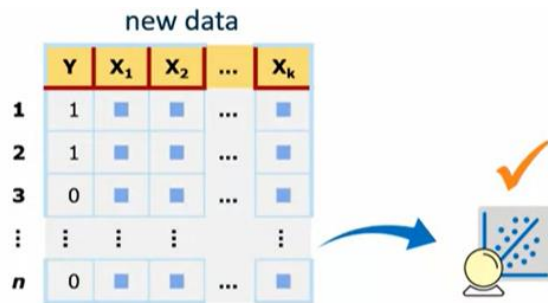 new data
Y X₁ X₂ ... Xₖ
1 1 ...
2 1 ...
3 0 ...
⋮ ⋮ ⋮ ⋮ ⋮
n 0 ...